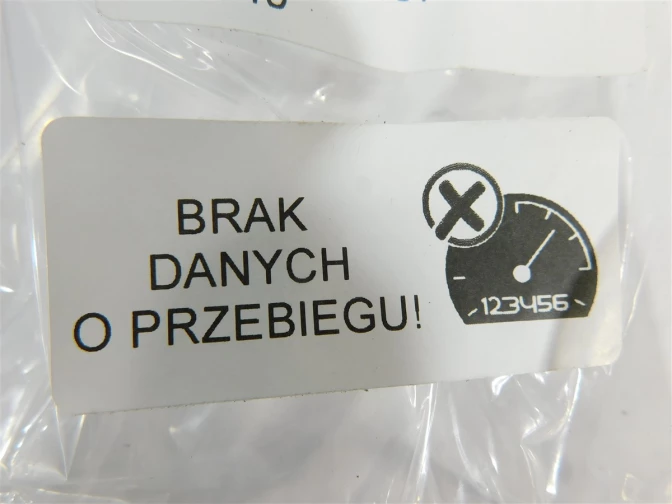 BRAK
DANYCH
O PRZEBIEGU!
123456